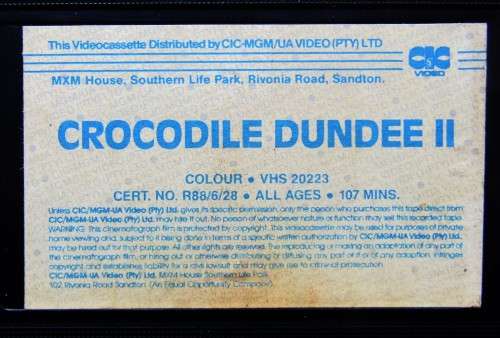 This Videocassette Distributed by CIC-MGM/UA VIDEO (PTY) LTD
MXM House, Southern Life Park, Rivonia Road, Sandton.
CIC
VIDEO
CROCODILE DUNDEE II
COLOUR • VHS 20223
CERT. NO. R88/6/28 • ALL AGES • 107 MINS.
Unless CIC/MGM-UA Video (Pty) Ltd. gives its specific permission, only the person who purchases this tape direct from
CIC/MGM-UA Video (Pty) Ltd. may hire it out. No person of whatsoever nature or function may sell this recorded tape.
WARNING: This cinematograph film is protected by copyright. This videocassette may be used for purposes of private
home viewing and, subject to it being done in terms of a specific written authorization by CIC/MGM-UA Video (Pty) Ltd.,
may be hired out for that purpose. All other rights are reserved. The reproducing or making an adaptation of any part of
the cinematograph film, or hiring out or otherwise distributing or diffusing any part of it or of any adaption, infringes
copyright and establishes liability for a civil lawsuit and may give rise to criminal prosecution.
CIC/MGM-UA Video (Pty) Ltd. MXM House Southern Life Park
102 Rivonia Road Sandton (An Equal Opportunity Company).